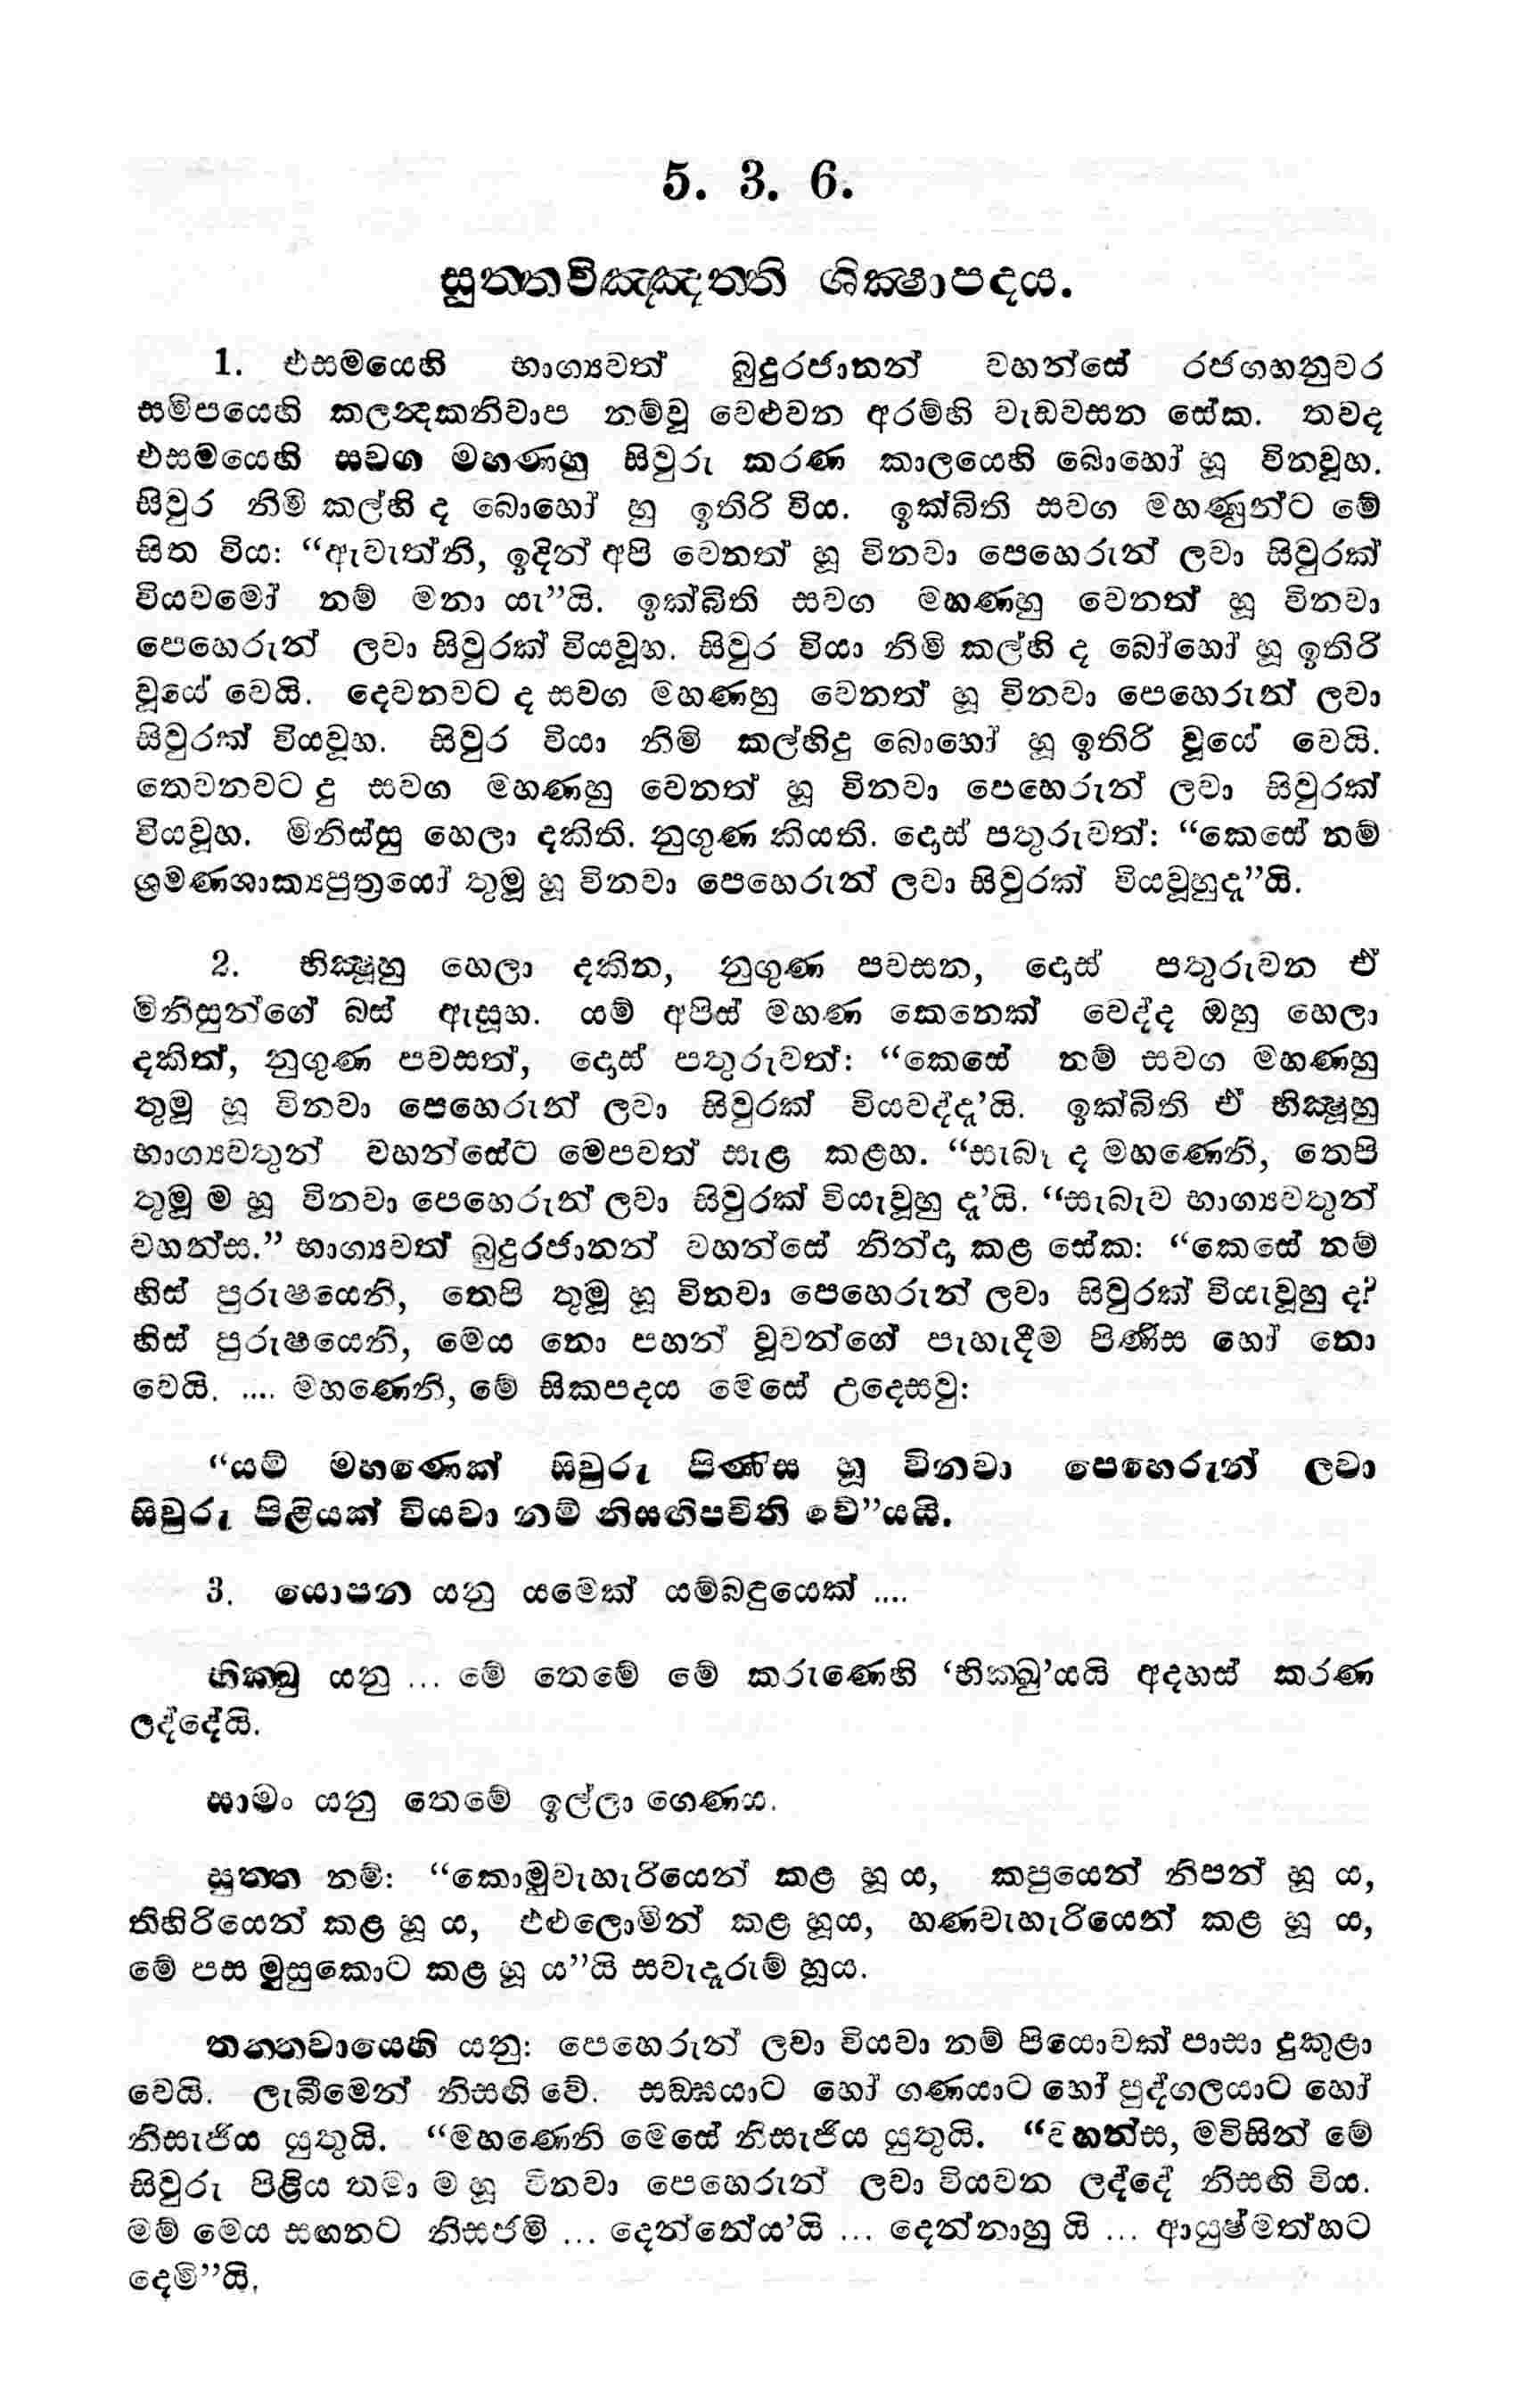 5. 3. 6.
සුත්තවිඤ්ඤත්ති ශික්ෂාපදය.
1. එසමයෙහි භාග්‍යවත් බුදුරජානන් වහන්සේ රජගහනුවර
සමීපයෙහි කලන්දකනිවාප නම්වූ වෙළුවන අරම්හි වැඩවසන සේක. තවද
එසමයෙහි සවග මහණහු සිවුරු කරණ කාලයෙහි බොහෝ හූ විනවූහ.
සිවුර නිමි කල්හි ද බොහෝ හු ඉතිරි විය. ඉක්බිති සවග මහණුන්ට මේ
සිත විය: “ඇවැත්නි, ඉදින් අපි වෙනත් හූ විනවා පෙහෙරුන් ලවා සිවුරක්
වියවමෝ නම් මනා යැ”යි. ඉක්බිති සවග මහණහු වෙනත් හූ විනවා
පෙහෙරුන් ලවා සිවුරක් වියවූහ. සිවුර වියා නිමි කල්හි ද බෝහෝ හූ ඉතිරි
වූයේ වෙයි. දෙවනවට ද සවග මහණහු වෙනත් හූ විනවා පෙහෙරුන් ලවා
සිවුරක් වියවූහ. සිවුර වියා නිමි කල්හිදු බොහෝ හූ ඉතිරි වූයේ වෙයි.
තෙවනවට දු සවග මහණහු වෙනත් හූ විනවා පෙහෙරුන් ලවා සිවුරක්
වියවූහ. මිනිස්සු හෙලා දකිති. නුගුණ කියති. දොස් පතුරුවත්: “කෙසේ නම්
ශ්‍රමණශාක්‍යපුත්‍රයෝ තුමූ හූ විනවා පෙහෙරුන් ලවා සිවුරක් වියවූහුදැ”යි.
2. භික්ෂූහු හෙලා දකින, නුගුණ පවසන, දොස් පතුරුවන ඒ
මිනිසුන්ගේ බස් ඇසූහ. යම් අපිස් මහණ කෙනෙක් වෙද්ද ඔහු හෙලා
දකිත්, නුගුණ පවසත්, දොස් පතුරුවත්: “කෙසේ නම් සවග මහණහු
තුමූ හූ විනවා පෙහෙරුන් ලවා සිවුරක් වියවද්දැ’යි. ඉක්බිති ඒ භික්ෂූහු
භාග්‍යවතුන් වහන්සේට මෙපවත් සැළ කළහ. “සැබෑ ද මහණෙනි, තෙපි
තුමූ ම හූ විනවා පෙහෙරුන් ලවා සිවුරක් වියැවූහු දැ’යි. “සැබැව භාග්‍යවතුන්
වහන්ස.” භාග්‍යවත් බුදුරජානන් වහන්සේ නින්දා කළ සේක: “කෙසේ නම්
හිස් පුරුෂයෙනි, තෙපි තුමූ හූ විනවා පෙහෙරුන් ලවා සිවුරක් වියැවූහු ද?
හිස් පුරුෂයෙනි, මෙය නො පහන් වූවන්ගේ පැහැදීම පිණිස හෝ නො
වෙයි. .... මහණෙනි, මේ සිකපදය මෙසේ උදෙසවු:
“යම් මහණෙක් සිවුරු පිණිස හූ විනවා පෙහෙරුන් ලවා
සිවුරු පිළියක් වියවා නම් නිසඟිපචිති වේ”යයි.
3. යොපන යනු යමෙක් යම්බඳුයෙක් ....
භික්ඛු යනු ... මේ තෙමේ මේ කරුණෙහි ‘භික්ඛු’යයි අදහස් කරණ
ලද්දේයි.
සාමං යනු තෙමේ ඉල්ලා ගෙණය.
සුත්ත නම්: “කොමුවැහැරියෙන් කළ හූ ය, කපුයෙන් නිපන් හූ ය,
තිහිරියෙන් කළ හූ ය, එළුලොමින් කළ හූය, හණවැහැරියෙන් කළ හූ ය,
මේ පස මුසුකොට කළ හූ ය”යි සවැදෑරුම් හූය.
තන්තවායෙහි යනු: පෙහෙරුන් ලවා වියවා නම් පියොවක් පාසා දුකුළා
වෙයි. ලැබීමෙන් නිසඟි වේ. සඞ්ඝයාට හෝ ගණයාට හෝ පුද්ගලයාට හෝ
නිසැජිය යුතුයි. “මහණෙනි මෙසේ නිසැජිය යුතුයි. “වහන්ස, මවිසින් මේ
සිවුරු පිළිය තමා ම හූ විනවා පෙහෙරුන් ලවා වියවන ලද්දේ නිසඟි විය.
මම් මෙය සඟනට නිසජමි ... දෙන්නේය’යි ... දෙන්නාහු යි ... ආයුෂ්මත්හට
දෙමි”යි.